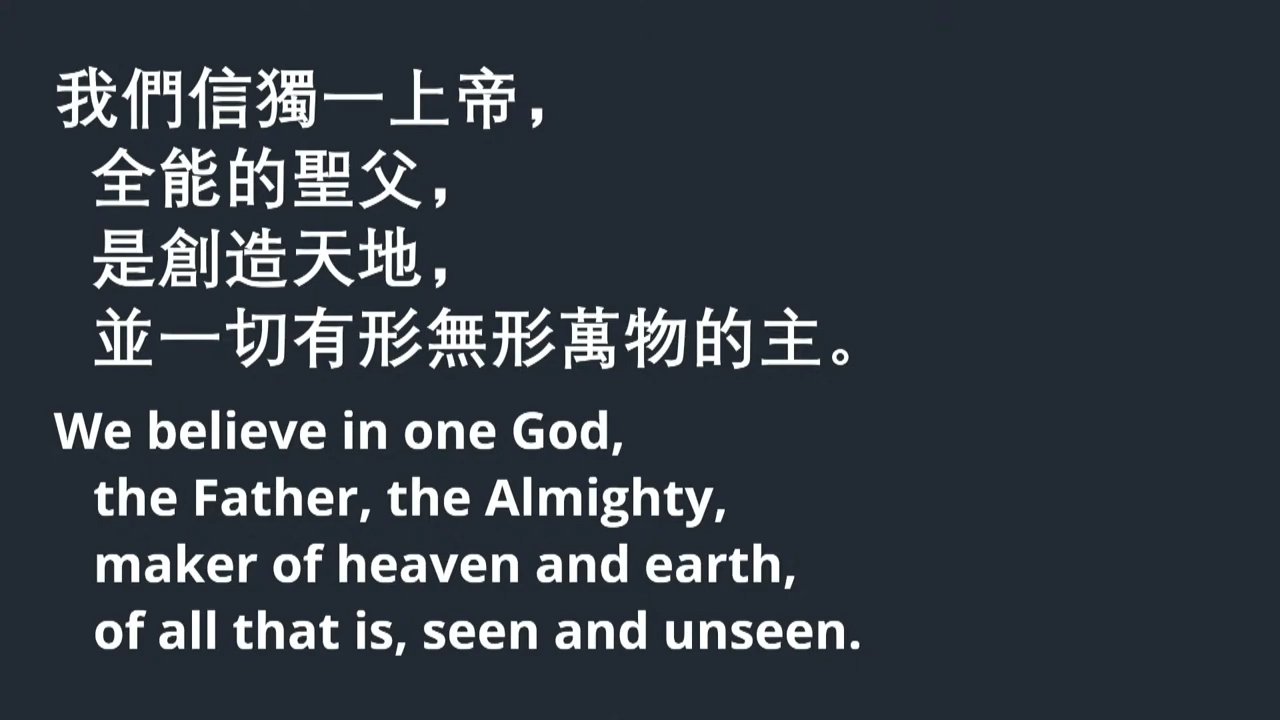 我們信獨一上帝，
全能的聖父，
是創造天地，
並一切有形無形萬物的主。
We believe in one God,
the Father, the Almighty,
maker of heaven and earth,
of all that is, seen and unseen.